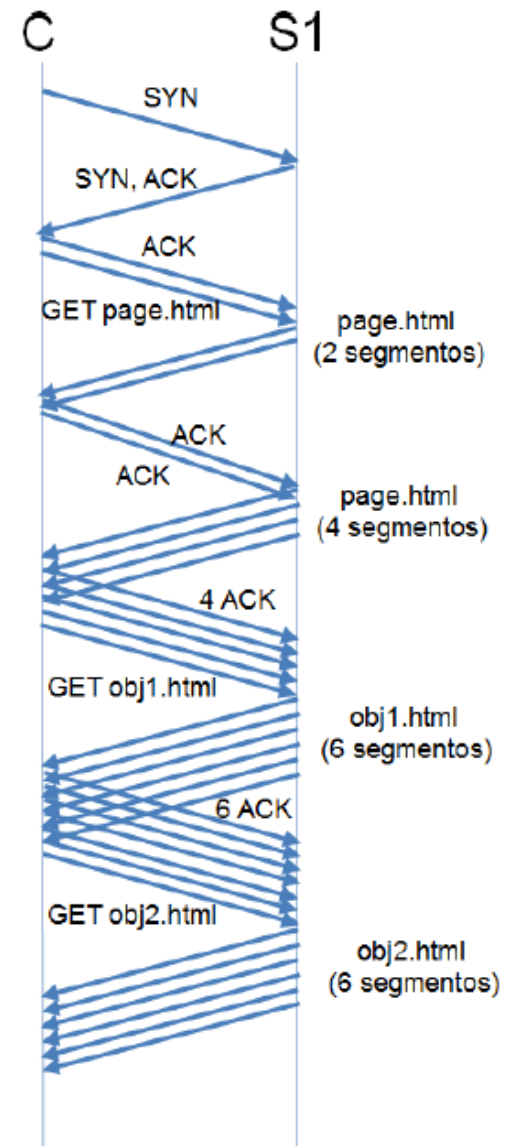 C
S1
SYN
SYN, ACK
ACK
GET page.html
page.html
(2 segmentos)
ACK
ACK
page.html
(4 segmentos)
4 ACK
GET obj1.html
obj1.html
(6 segmentos)
6 ACK
GET obj2.html
obj2.html
(6 segmentos)